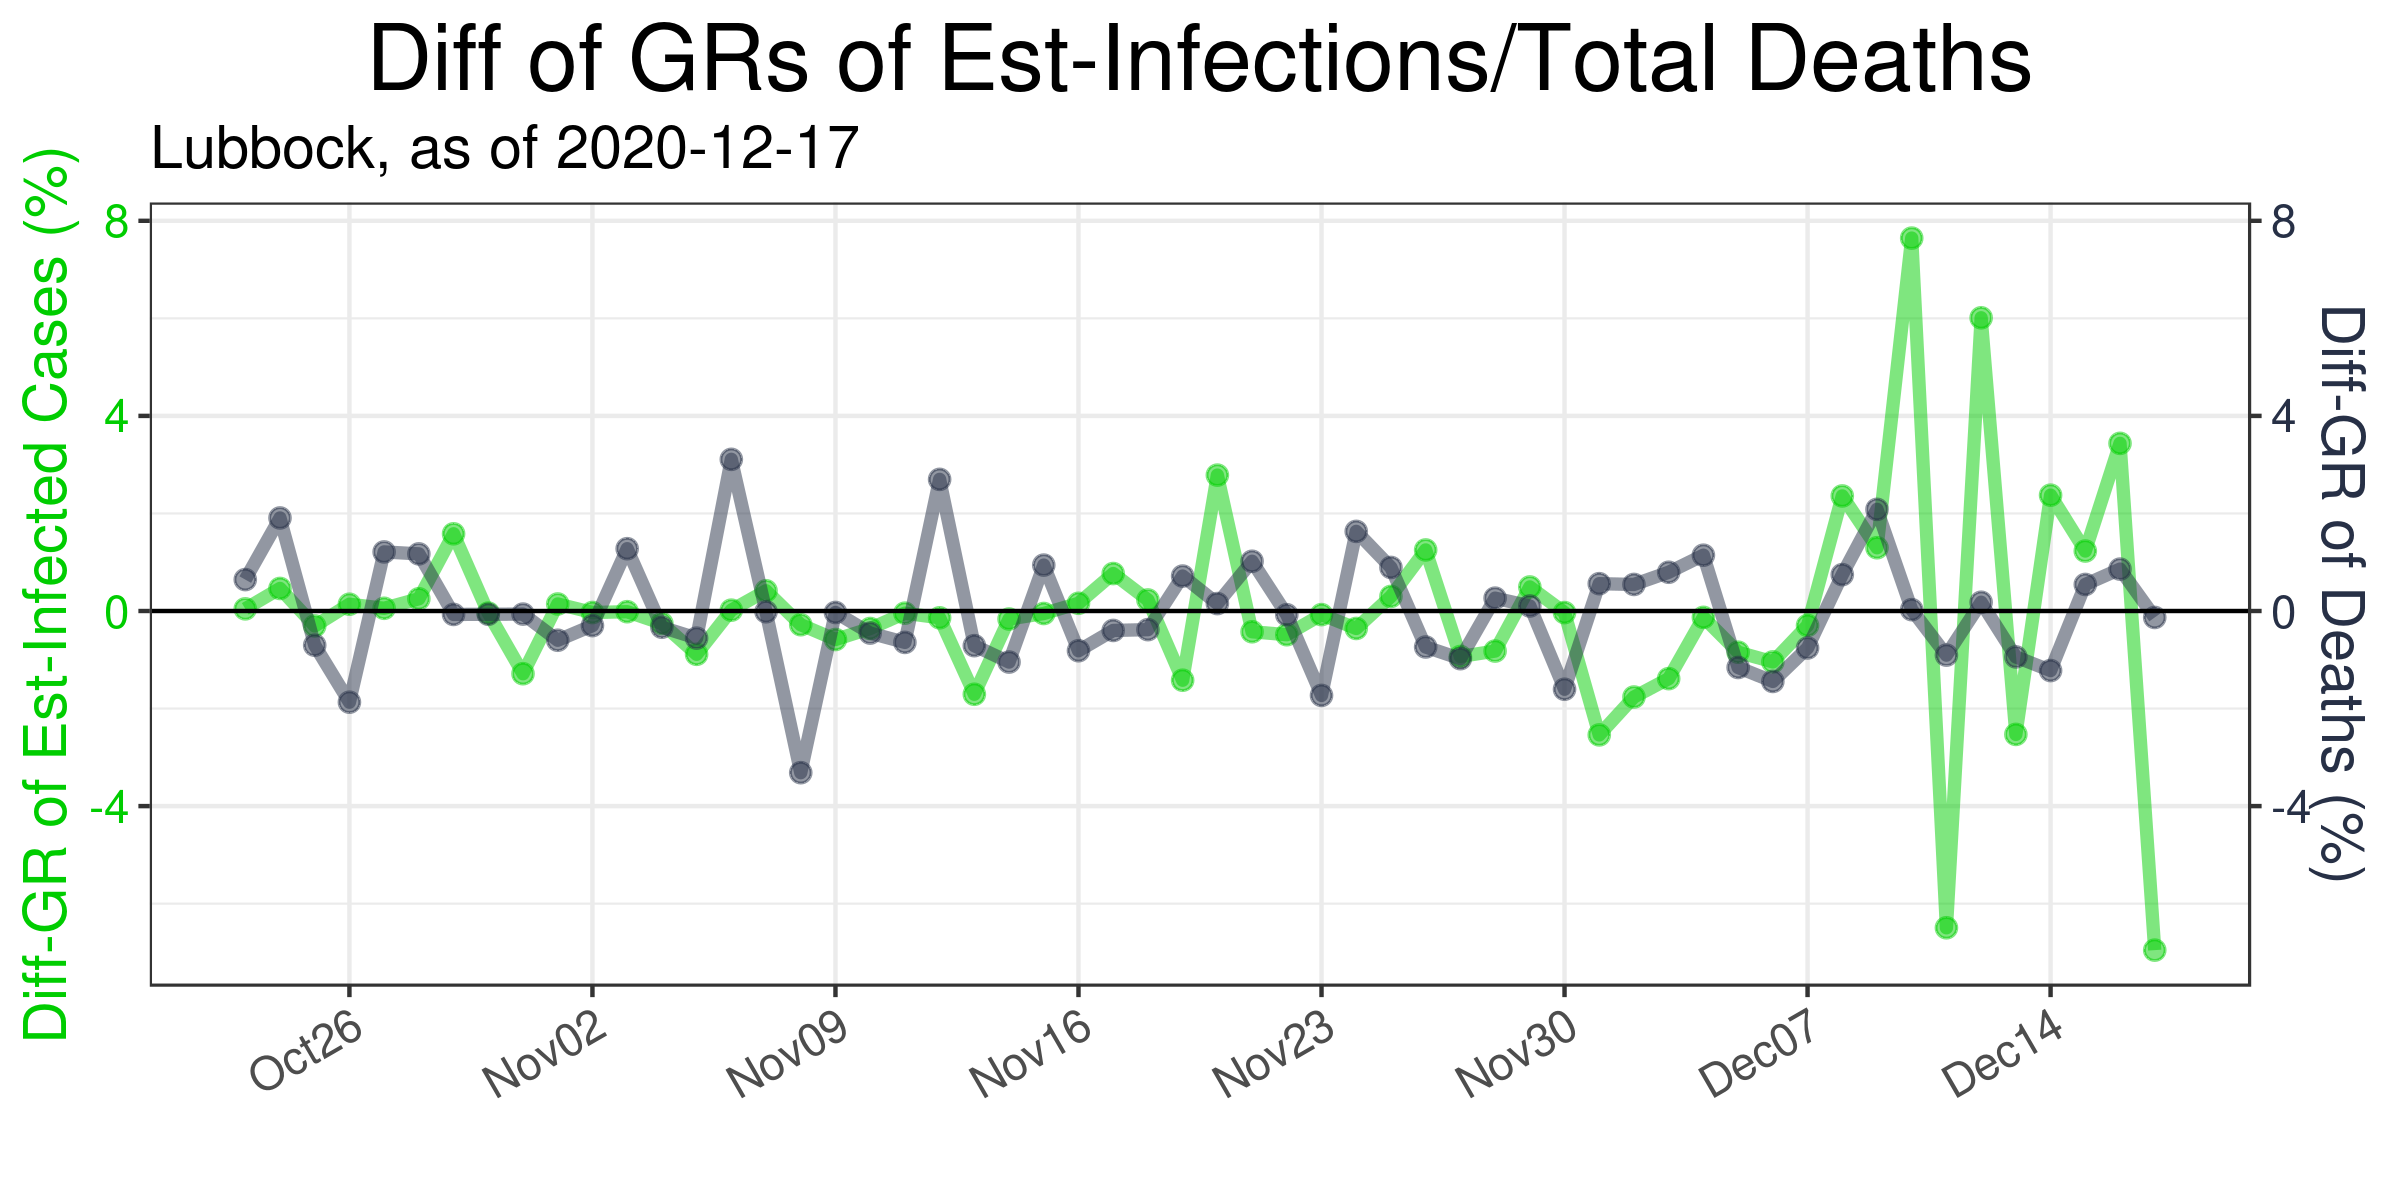 Diff of GRs of Est-Infections/Total Deaths
Lubbock, as of 2020-12-17
Diff-GR of Est-Infected Cases (%)
8
4
0
-4
8
4
0
-4
Diff-GR of Deaths (%)
Oct26
Nov02
Nov09
Nov16
Nov23
Nov30
Dec07
Dec14